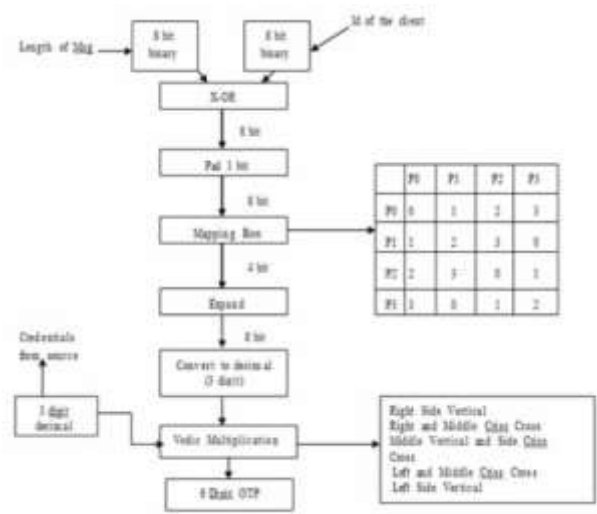 Id of the client
Length of Msg
8 bit
binary
8 bit
binary
X-OR
8 bit
Pad 1 bit
8 bit
Mapping Box
4 bit
Expand
8 bit
Convert to decimal
(3 digit)
Credentials
from source
3 digit
decimal
Vedic Multiplication
6 Digit OTP
P0 P1 P2 P3
P0 0 1 2 3
P1 1 2 3 0
P2 2 3 0 1
P3 3 0 1 2
Right Side Vertical
Right and Middle Criss Cross
Middle Vertical and Side Criss
Cross
Left and Middle Criss Cross
Left Side Vertical